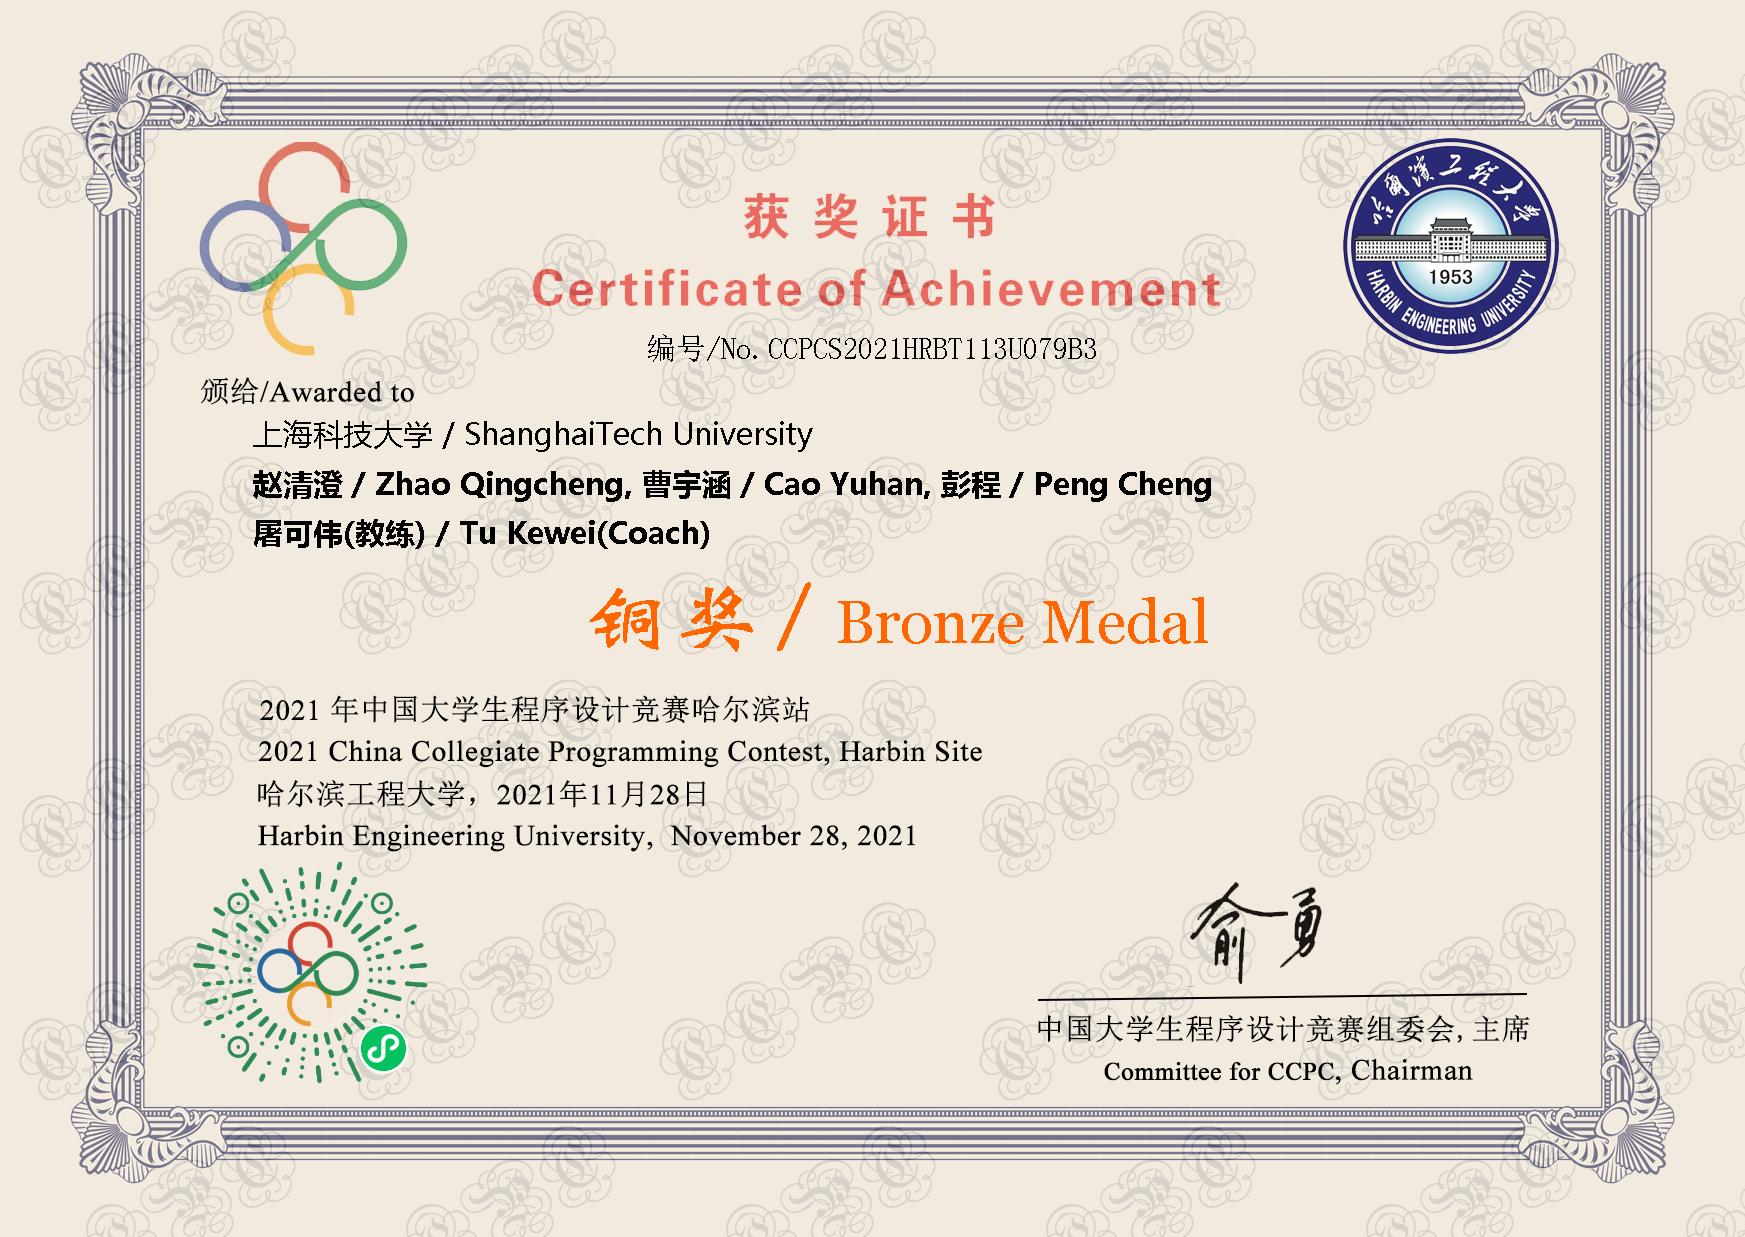 获奖证书
Certificate of Achievement
编号/No. CCPCS2021HRBT113U079B3
哈尔滨工程大学
1953
HARBIN ENGINEERING UNIVERSITY
颁给/Awarded to
上海科技大学 / ShanghaiTech University
赵清澄 / Zhao Qingcheng, 曹宇涵 / Cao Yuhan, 彭程 / Peng Cheng
屠可伟(教练) / Tu Kewei(Coach)
铜奖 / Bronze Medal
2021 年中国大学生程序设计竞赛哈尔滨站
2021 China Collegiate Programming Contest, Harbin Site
哈尔滨工程大学，2021年11月28日
Harbin Engineering University, November 28, 2021
俞勇
中国大学生程序设计竞赛组委会, 主席
Committee for CCPC, Chairman